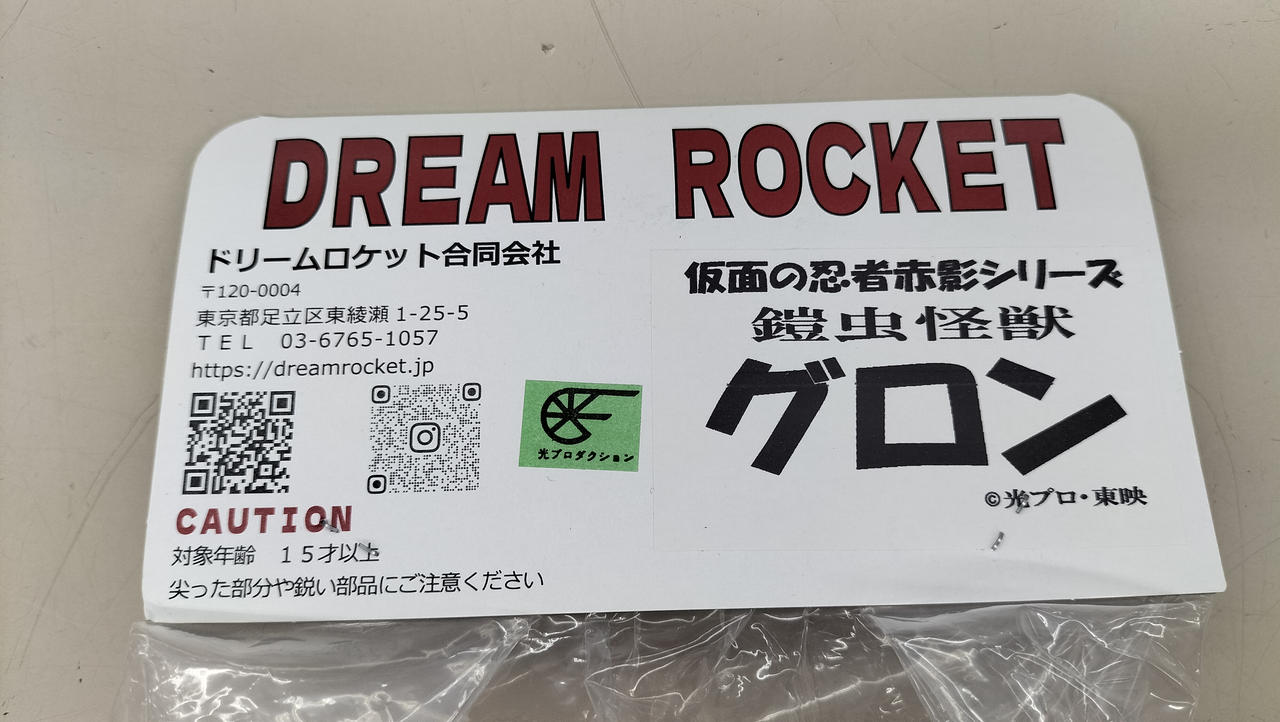 DREAM ROCKET
ドリームロケット合同会社
〒120-0004
東京都足立区東綾瀬 1-25-5
ＴＥＬ　03-6765-1057
https://dreamrocket.jp
光プロダクション
CAUTION
対象年齢　１５才以上
尖った部分や鋭い部品にご注意ください
仮面の忍者赤影シリーズ
鎧虫怪獣
グロン
©光プロ・東映